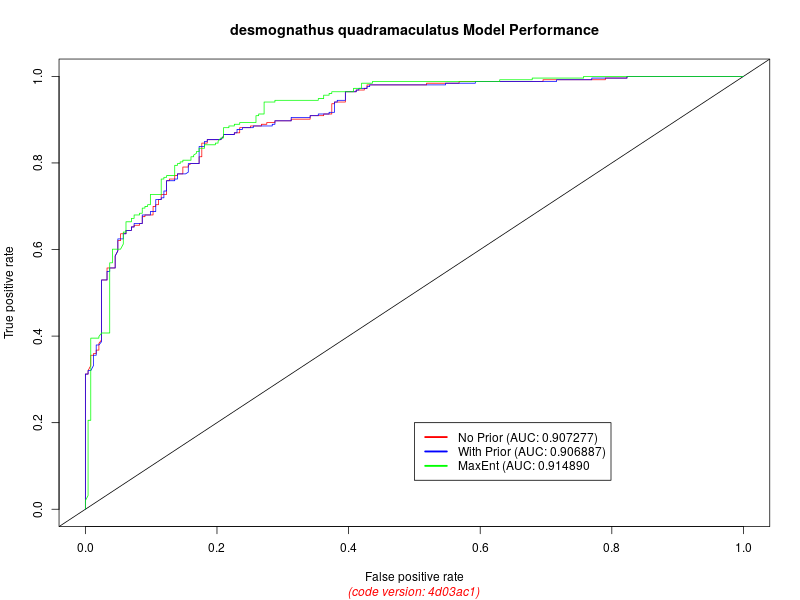 desmognathus quadramaculatus Model Performance
True positive rate
1.0
0.8
0.6
0.4
0.2
0.0
No Prior (AUC: 0.907277)
With Prior (AUC: 0.906887)
MaxEnt (AUC: 0.914890
0.0 0.2 0.4 0.6 0.8 1.0
False positive rate
(code version: 4d03ac1)